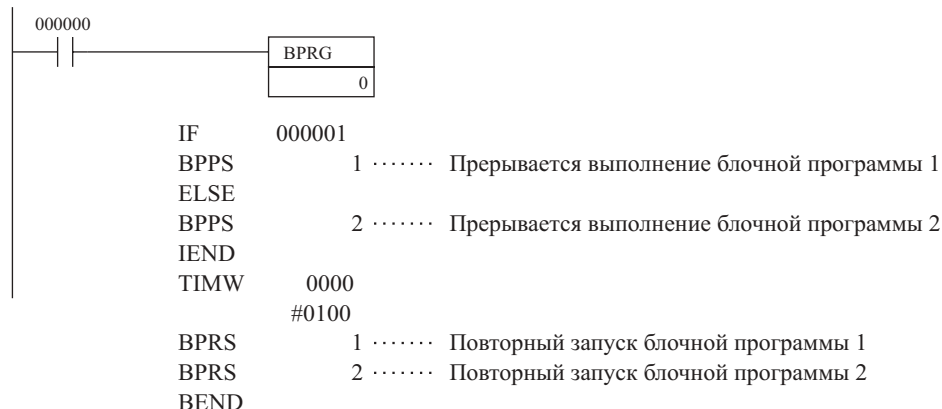 000000
BPRG
0
IF 000001
BPPS 1 ······· Прерывается выполнение блочной программы 1
ELSE
BPPS 2 ······· Прерывается выполнение блочной программы 2
IEND
TIMW 0000
#0100
BPRS 1 ······· Повторный запуск блочной программы 1
BPRS 2 ······· Повторный запуск блочной программы 2
BEND